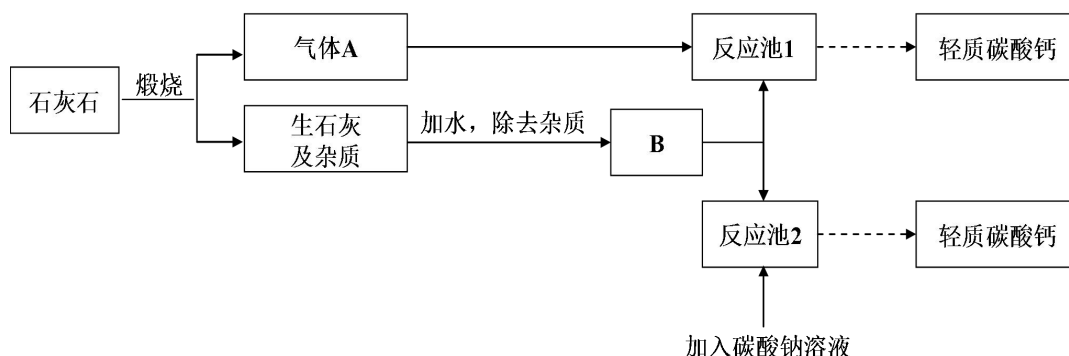 气体A
反应池1
轻质碳酸钙
石灰石
煅烧
生石灰
及杂质
加水，除去杂质
B
反应池2
轻质碳酸钙
加入碳酸钠溶液